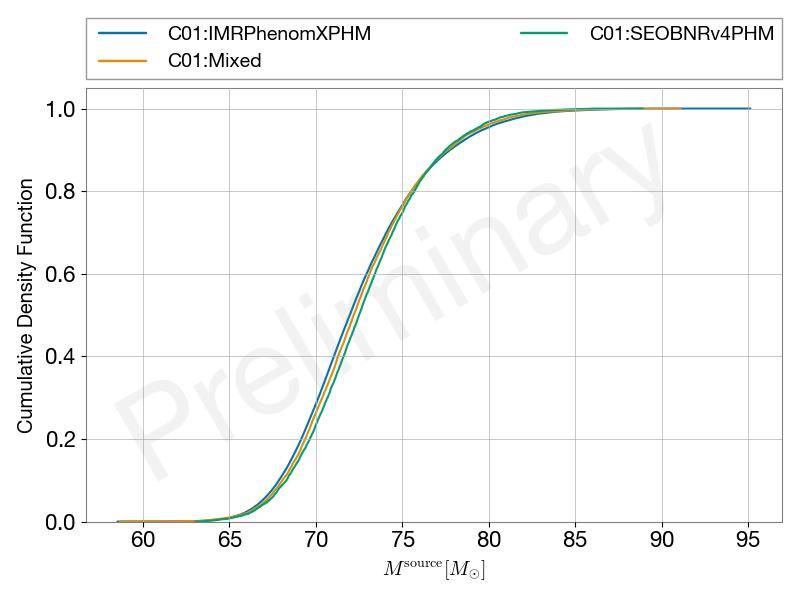 C01:IMRPhenomXPHM
C01:Mixed
C01:SEOBNRv4PHM
Preliminary
Cumulative Density Function
1.0
0.8
0.6
0.4
0.2
0.0
60 65 70 75 80 85 90 95
M^source [M_⊙]